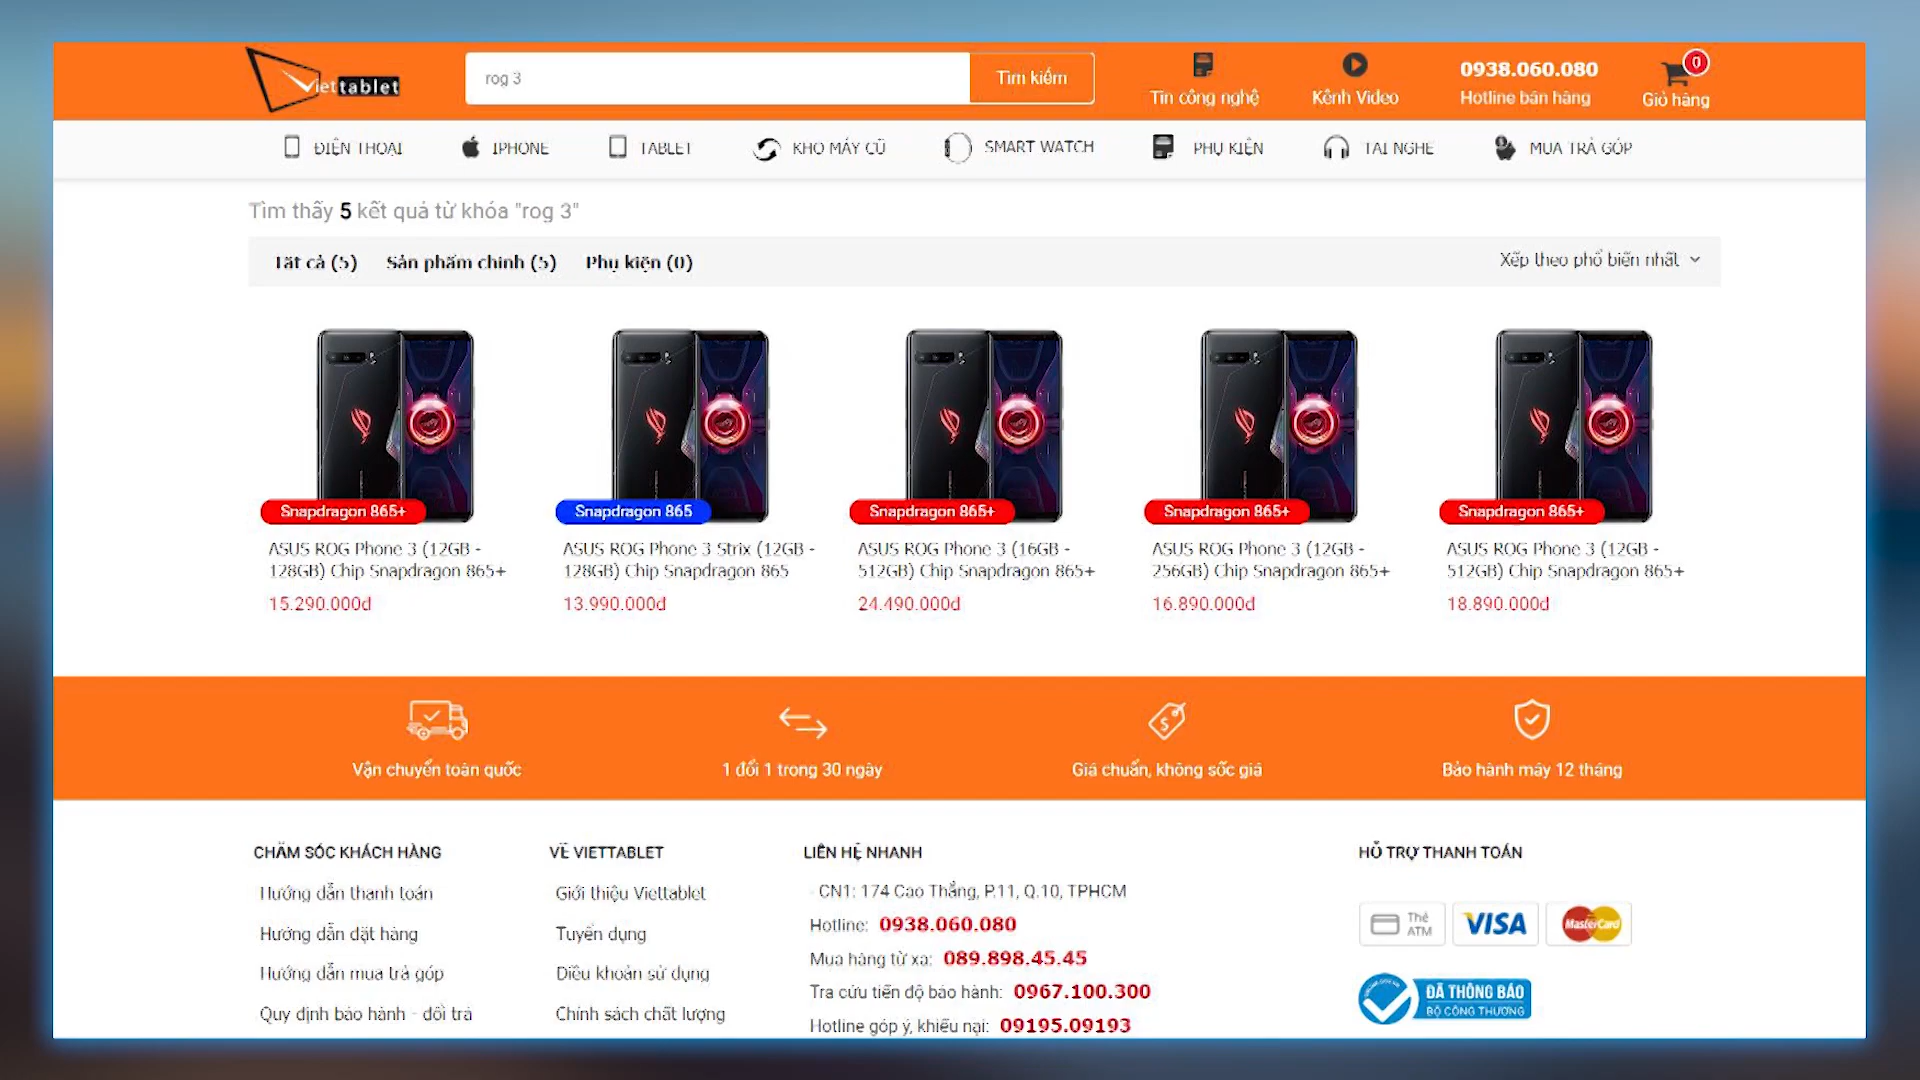 Viettablet
rog 3
Tìm kiếm
Tin công nghệ
Kênh Video
0938.060.080
Hotline bán hàng
0
Giỏ hàng
ĐIỆN THOẠI
IPHONE
TABLET
KHO MÁY CŨ
SMART WATCH
PHỤ KIỆN
TAI NGHE
MUA TRẢ GÓP
Tìm thấy 5 kết quả từ khóa "rog 3"
Tất cả (5)
Sản phẩm chính (5)
Phụ kiện (0)
Xếp theo phổ biến nhất
Snapdragon 865+
Snapdragon 865
Snapdragon 865+
Snapdragon 865+
Snapdragon 865+
ASUS ROG Phone 3 (12GB -
128GB) Chip Snapdragon 865+
15.290.000đ
ASUS ROG Phone 3 Strix (12GB -
128GB) Chip Snapdragon 865
13.990.000đ
ASUS ROG Phone 3 (16GB -
512GB) Chip Snapdragon 865+
24.490.000đ
ASUS ROG Phone 3 (12GB -
256GB) Chip Snapdragon 865+
16.890.000đ
ASUS ROG Phone 3 (12GB -
512GB) Chip Snapdragon 865+
18.890.000đ
Vận chuyển toàn quốc
1 đổi 1 trong 30 ngày
Giá chuẩn, không sốc giá
Bảo hành máy 12 tháng
CHĂM SÓC KHÁCH HÀNG
Hướng dẫn thanh toán
Hướng dẫn đặt hàng
Hướng dẫn mua trả góp
Quy định bảo hành - đổi trả
VỀ VIETTABLET
Giới thiệu Viettablet
Tuyển dụng
Điều khoản sử dụng
Chính sách chất lượng
LIÊN HỆ NHANH
- CN1: 174 Cao Thắng, P.11, Q.10, TPHCM
Hotline: 0938.060.080
Mua hàng từ xa: 089.898.45.45
Tra cứu tiến độ bảo hành: 0967.100.300
Hotline góp ý, khiếu nại: 09195.09193
HỖ TRỢ THANH TOÁN
Thẻ
ATM
VISA
MasterCard
ĐÃ THÔNG BÁO
BỘ CÔNG THƯƠNG